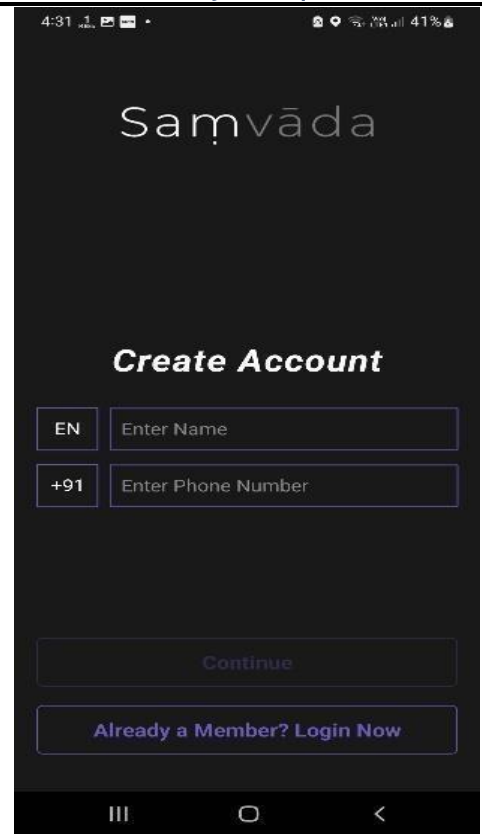 4:31
41%
Saṃvāda
Create Account
EN Enter Name
+91 Enter Phone Number
Continue
Already a Member? Login Now